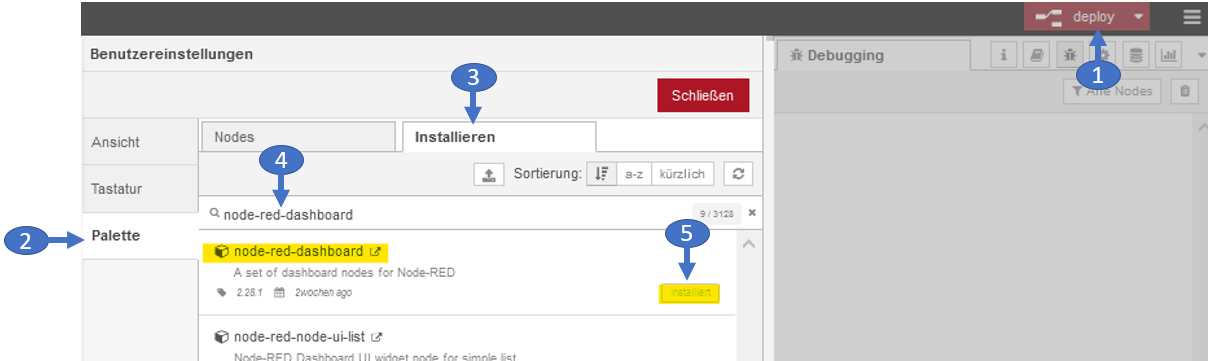 deploy
Benutzereinstellungen
Debugging
i
1
3
Schließen
Alle Nodes
Ansicht
Nodes
Installieren
4
Sortierung: a-z kürzlich
Tastatur
node-red-dashboard 9 / 3128 ×
2
Palette
5
node-red-dashboard
A set of dashboard nodes for Node-RED
2.28.1 2wochen ago
installiert
node-red-node-ui-list
Node-RED Dashboard UI widget node for simple list